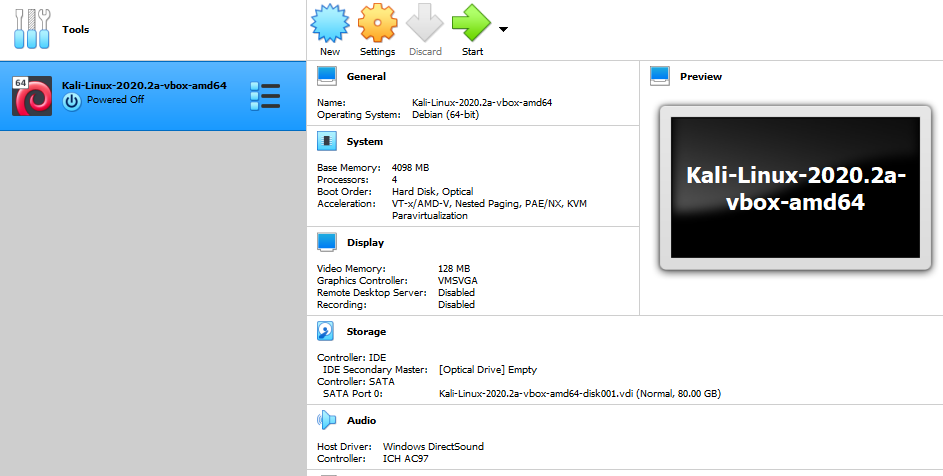 Tools
New Settings Discard Start
64
Kali-Linux-2020.2a-vbox-amd64
Powered Off
General
Name: Kali-Linux-2020.2a-vbox-amd64
Operating System: Debian (64-bit)
System
Base Memory: 4098 MB
Processors: 4
Boot Order: Hard Disk, Optical
Acceleration: VT-x/AMD-V, Nested Paging, PAE/NX, KVM
Paravirtualization
Display
Video Memory: 128 MB
Graphics Controller: VMSVGA
Remote Desktop Server: Disabled
Recording: Disabled
Preview
Kali-Linux-2020.2a-
vbox-amd64
Storage
Controller: IDE
IDE Secondary Master: [Optical Drive] Empty
Controller: SATA
SATA Port 0: Kali-Linux-2020.2a-vbox-amd64-disk001.vdi (Normal, 80.00 GB)
Audio
Host Driver: Windows DirectSound
Controller: ICH AC97